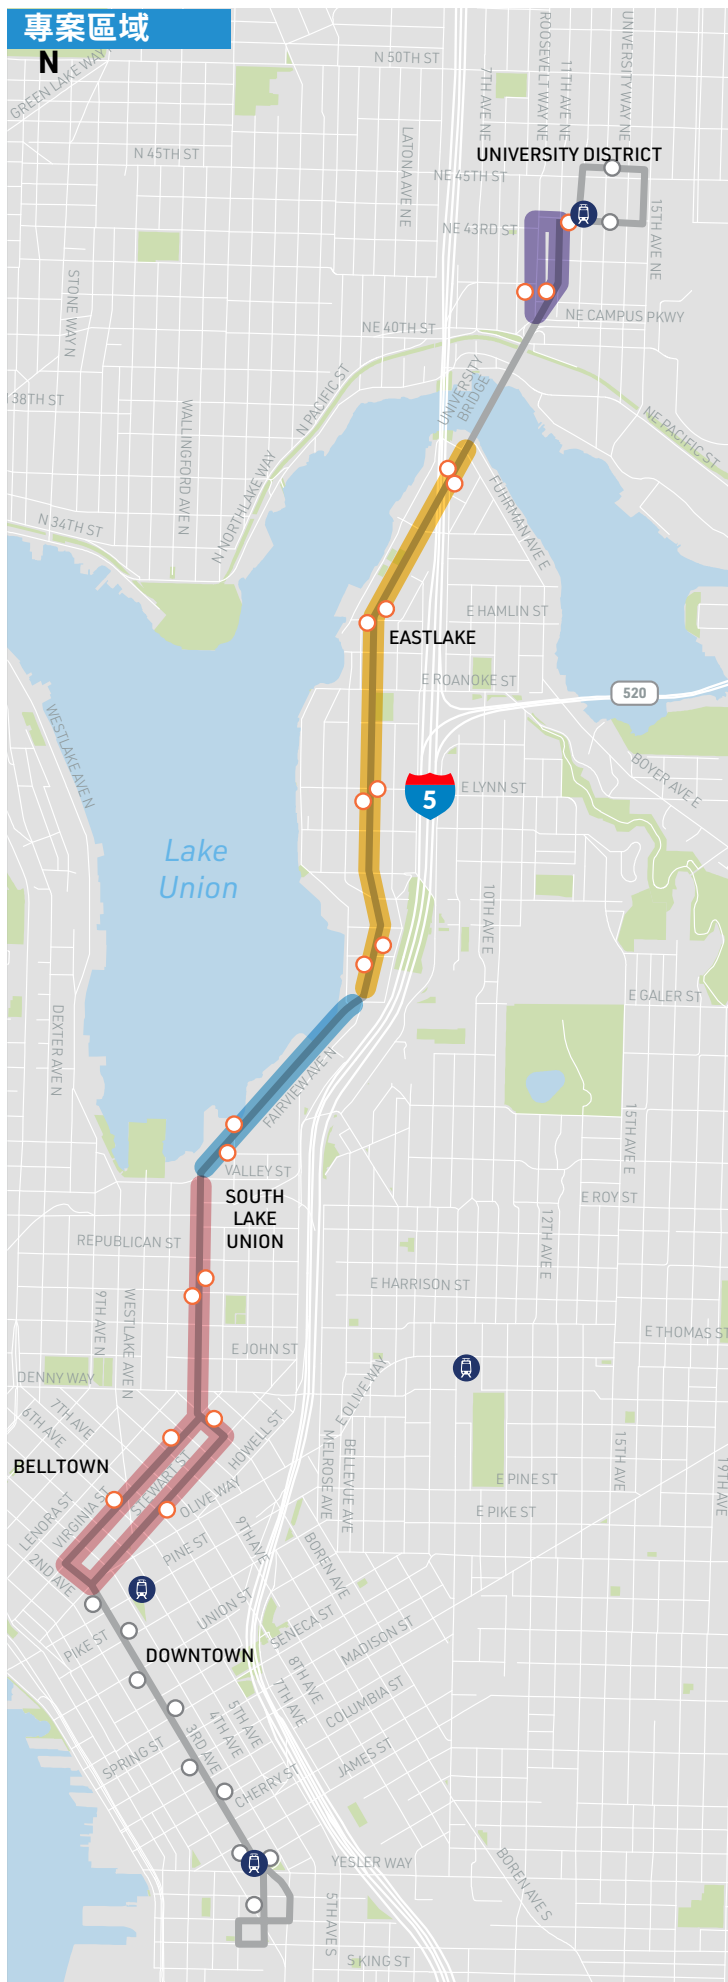 專案區域
N
GREEN LAKE WAY
N 50TH ST
7TH AVE NE
ROOSEVELT WAY NE
11TH AVE NE
UNIVERSITY WAY NE
LATONA AVE NE
N 45TH ST
UNIVERSITY DISTRICT
NE 45TH ST
15TH AVE NE
NE 43RD ST
STONE WAY N
NE CAMPUS PKWY
NE 40TH ST
UNIVERSITY
BRIDGE
N PACIFIC ST
38TH ST
WALLINGFORD AVE N
NE PACIFIC ST
N NORTHLAKE WAY
FUHRMAN AVE E
N 34TH ST
E HAMLIN ST
EASTLAKE
E ROANOKE ST
520
WESTLAKE AVE N
BOYER AVE E
5
E LYNN ST
Lake
Union
10TH AVE E
E GALER ST
DEXTER AVE N
FAIRVIEW AVE N
15TH AVE E
VALLEY ST
SOUTH
LAKE
UNION
E ROY ST
12TH AVE E
REPUBLICAN ST
E HARRISON ST
9TH AVE N
WESTLAKE AVE N
E THOMAS ST
E JOHN ST
DENNY WAY
E OLIVE WAY
7TH AVE
6TH AVE
HOWELL ST
MELROSE AVE
BELLEVUE AVE
15TH AVE
19TH AVE
BELLTOWN
STEWART ST
OLIVE WAY
E PINE ST
LENORA ST
VIRGINIA ST
E PIKE ST
2ND AVE
PINE ST
9TH AVE
BOREN AVE
UNION ST
SENECA ST
PIKE ST
DOWNTOWN
MADISON ST
8TH AVE
7TH AVE
COLUMBIA ST
5TH AVE
4TH AVE
3RD AVE
SPRING ST
JAMES ST
CHERRY ST
YESLER WAY
BOREN AVE S
5TH AVE S
S KING ST